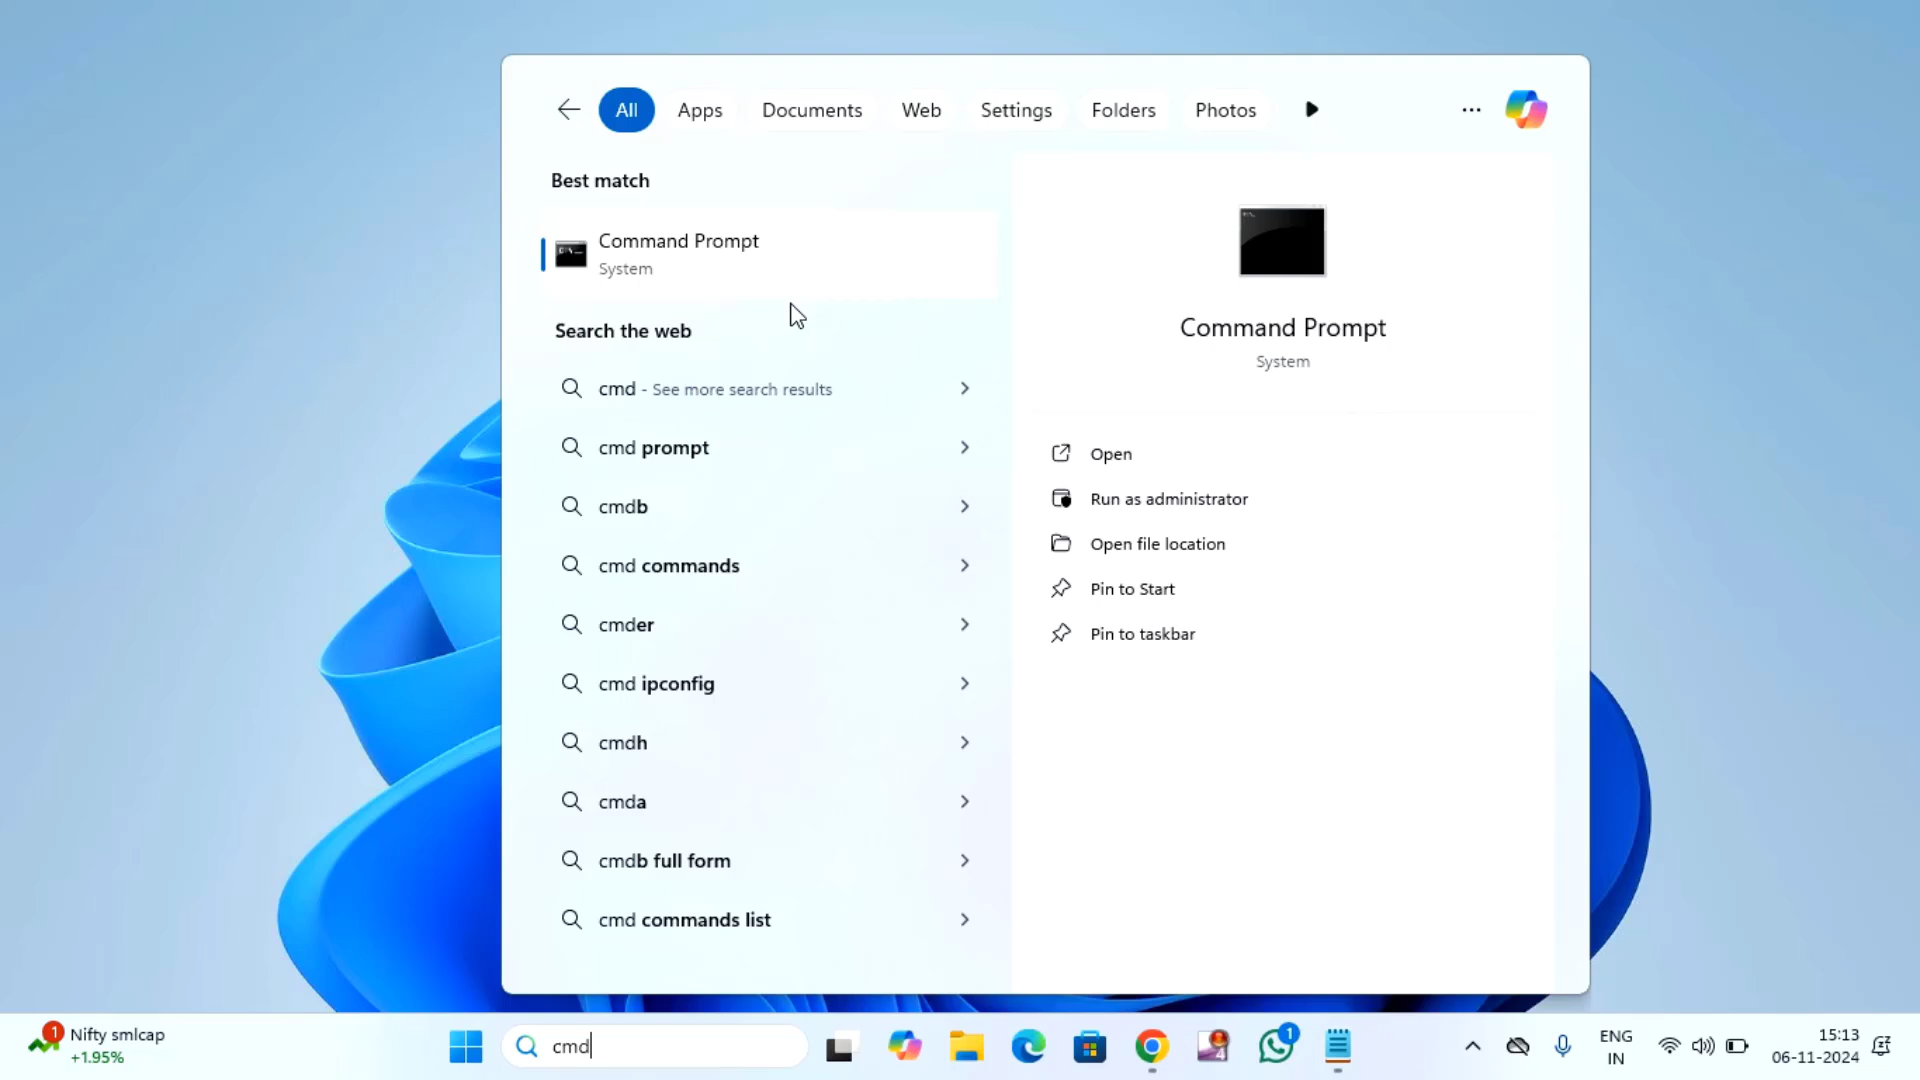 All
Apps
Documents
Web
Settings
Folders
Photos
Best match
Command Prompt
System
Search the web
cmd - See more search results
cmd prompt
cmdb
cmd commands
cmder
cmd ipconfig
cmdh
cmda
cmdb full form
cmd commands list
Command Prompt
System
Open
Run as administrator
Open file location
Pin to Start
Pin to taskbar
1
Nifty smlcap
+1.95%
cmd
4
1
ENG
IN
15:13
06-11-2024